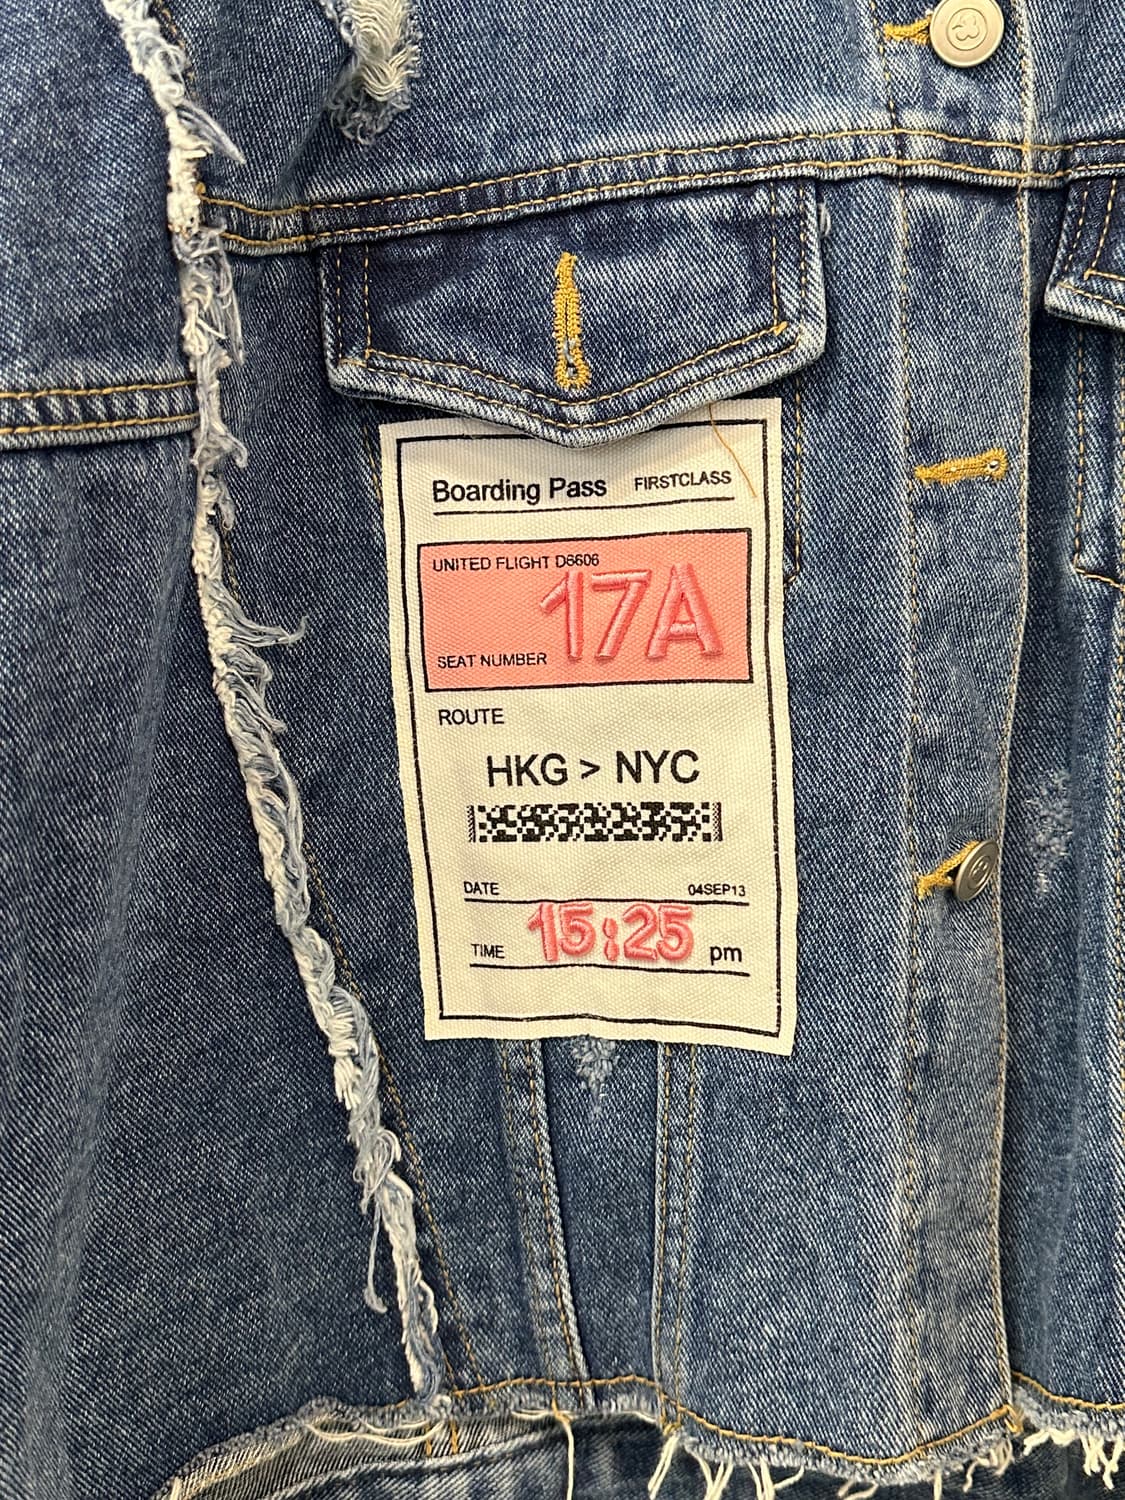 Boarding Pass FIRSTCLASS
UNITED FLIGHT D6606
17A
SEAT NUMBER
ROUTE
HKG > NYC
DATE 04SEP13
TIME 15:25 pm